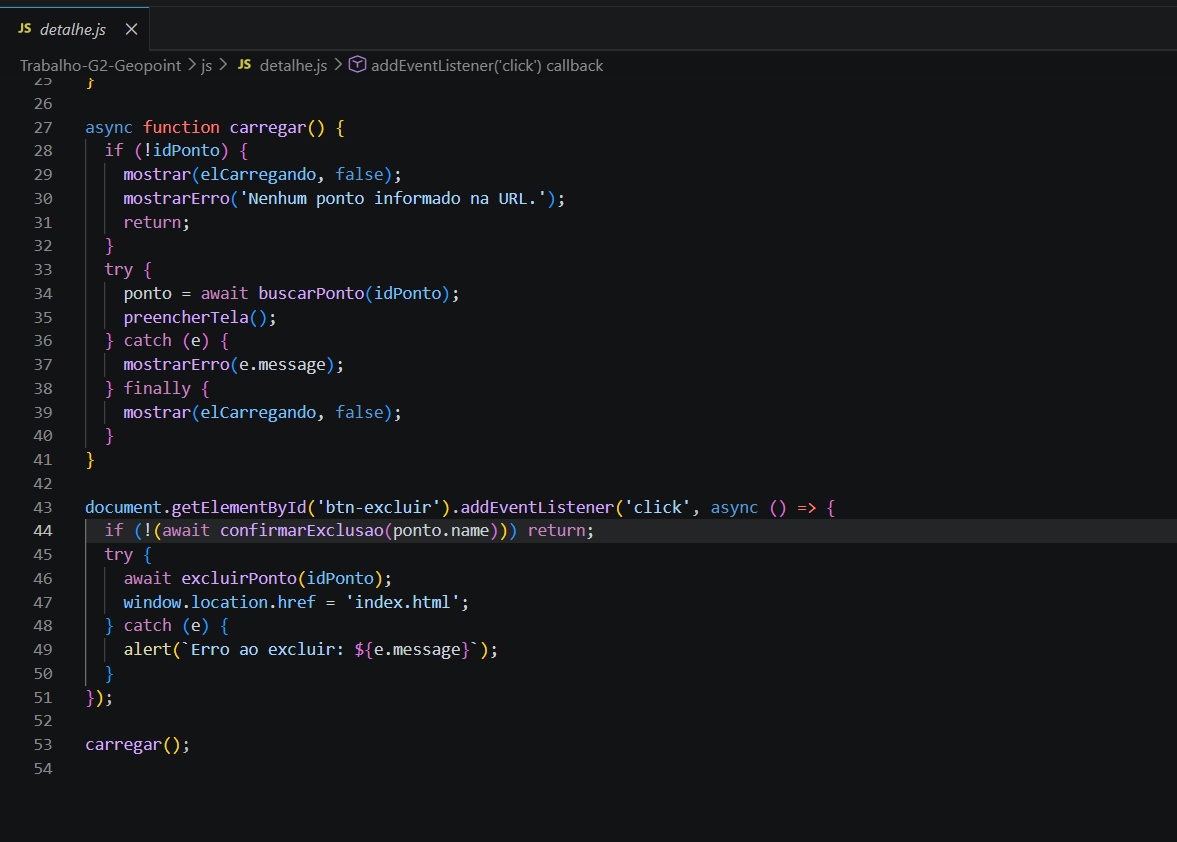 JS detalhe.js ×
Trabalho-G2-Geopoint > js > JS detalhe.js > addEventListener('click') callback
25 }
26
27 async function carregar() {
28 if (!idPonto) {
29 mostrar(elCarregando, false);
30 mostrarErro('Nenhum ponto informado na URL.');
31 return;
32 }
33 try {
34 ponto = await buscarPonto(idPonto);
35 preencherTela();
36 } catch (e) {
37 mostrarErro(e.message);
38 } finally {
39 mostrar(elCarregando, false);
40 }
41 }
42
43 document.getElementById('btn-excluir').addEventListener('click', async () => {
44 if (!(await confirmarExclusao(ponto.name))) return;
45 try {
46 await excluirPonto(idPonto);
47 window.location.href = 'index.html';
48 } catch (e) {
49 alert(`Erro ao excluir: ${e.message}`);
50 }
51 });
52
53 carregar();
54